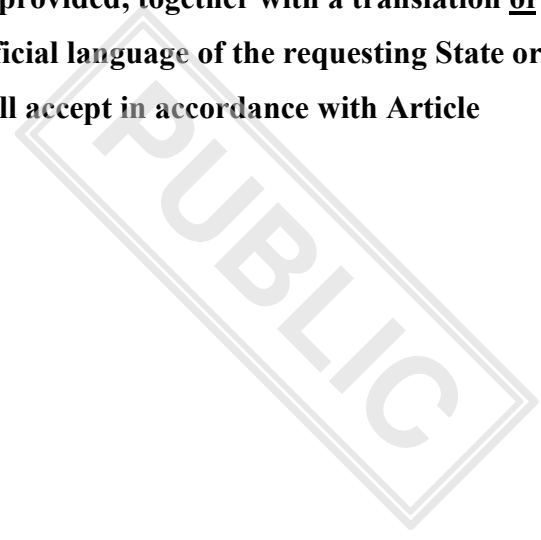 provided, together with a translation of
ficial language of the requesting State or
ll accept in accordance with Article
PUBLIC